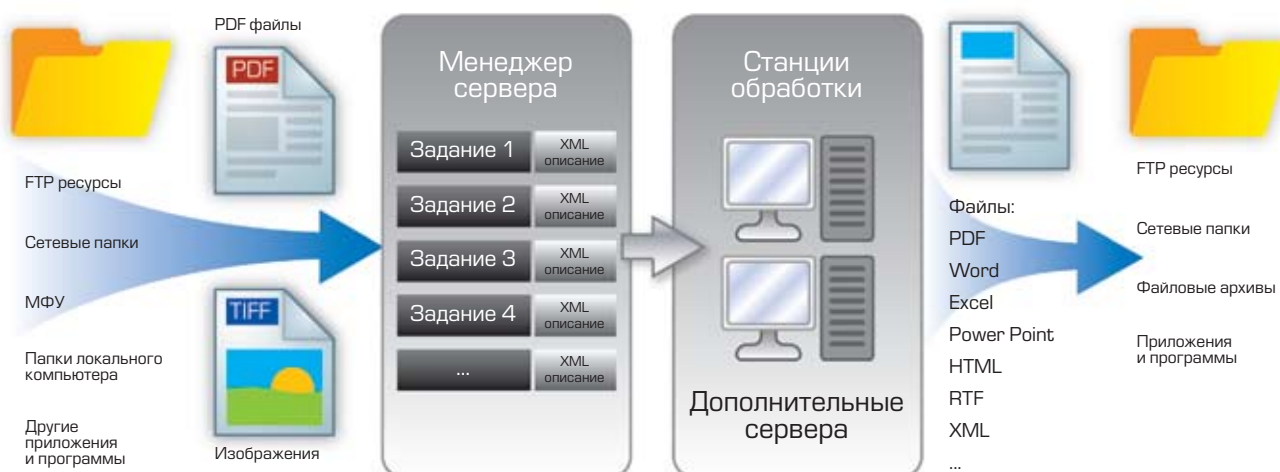 PDF файлы
PDF
FTP ресурсы
Сетевые папки
МФУ
Папки локального
компьютера
Другие
приложения
и программы
TIFF
Изображения
Менеджер
сервера
Задание 1
XML
описание
Задание 2
XML
описание
Задание 3
XML
описание
Задание 4
XML
описание
...
XML
описание
Станции
обработки
Дополнительные
сервера
Файлы:
PDF
Word
Excel
Power Point
HTML
RTF
XML
...
FTP ресурсы
Сетевые папки
Файловые архивы
Приложения
и программы